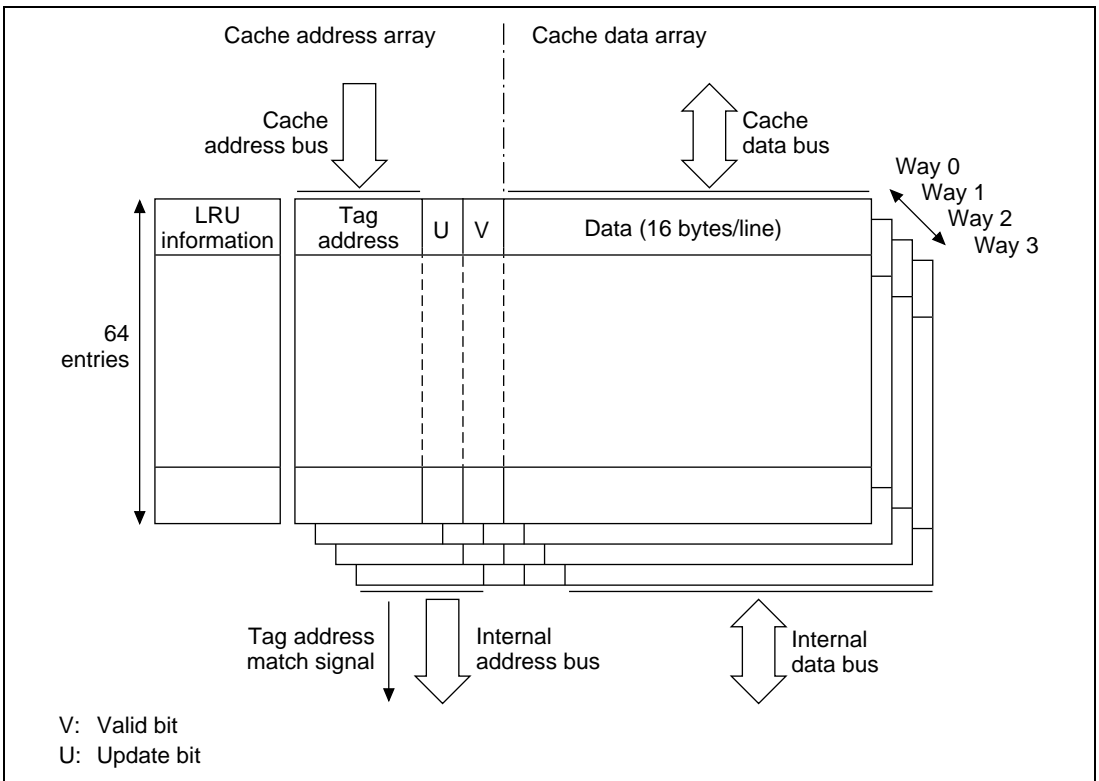 Cache address array
Cache data array
Cache
address bus
Cache
data bus
Way 0
Way 1
Way 2
Way 3
LRU
information
Tag
address
U
V
Data (16 bytes/line)
64
entries
Tag address
match signal
Internal
address bus
Internal
data bus
V: Valid bit
U: Update bit